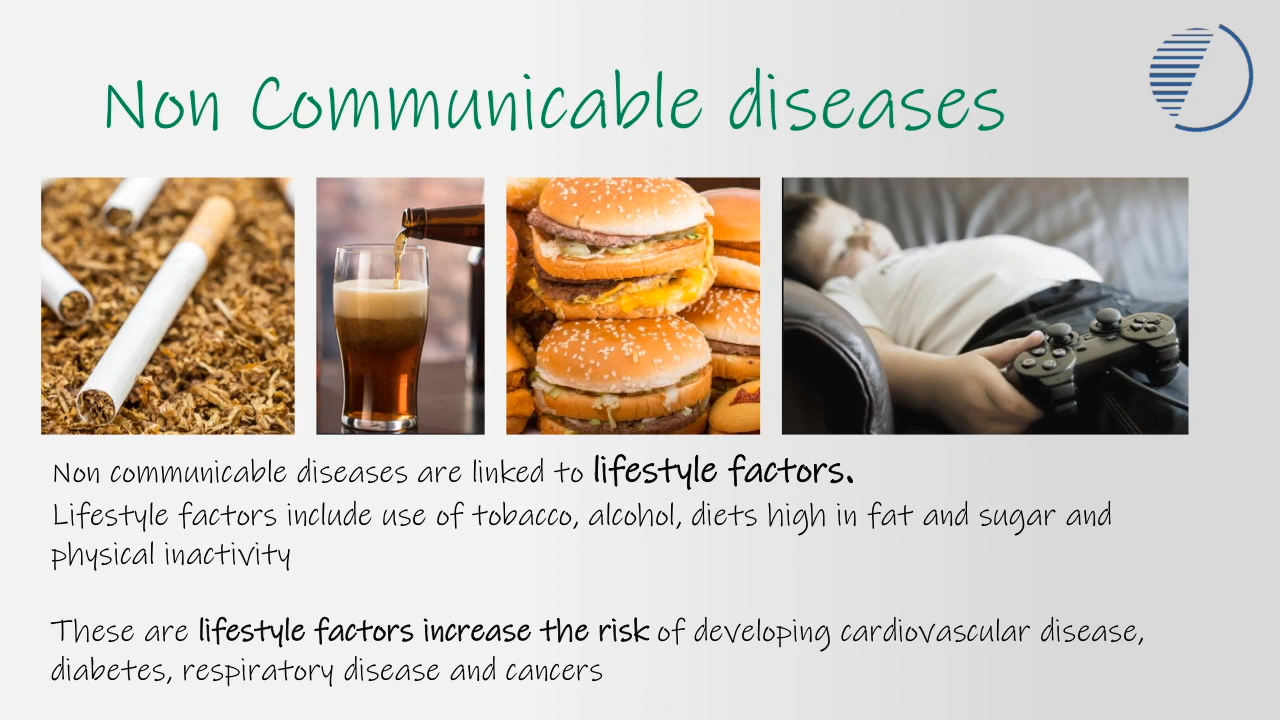 Non Communicable diseases
Non communicable diseases are linked to lifestyle factors.
Lifestyle factors include use of tobacco, alcohol, diets high in fat and sugar and
physical inactivity
These are lifestyle factors increase the risk of developing cardiovascular disease,
diabetes, respiratory disease and cancers